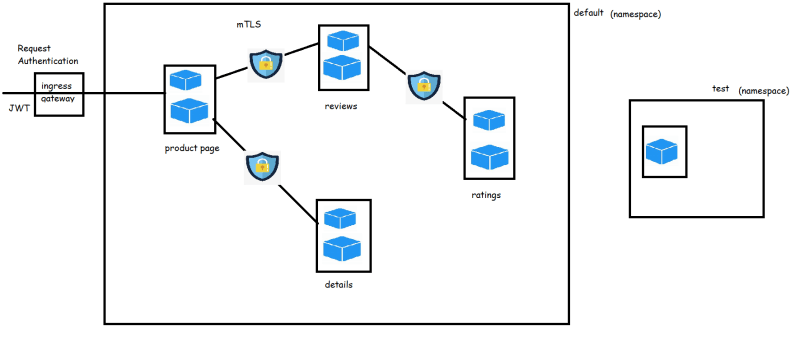 mTLS
default (namespace)
Request
Authentication
ingress
gateway
JWT
product page
reviews
ratings
details
test (namespace)